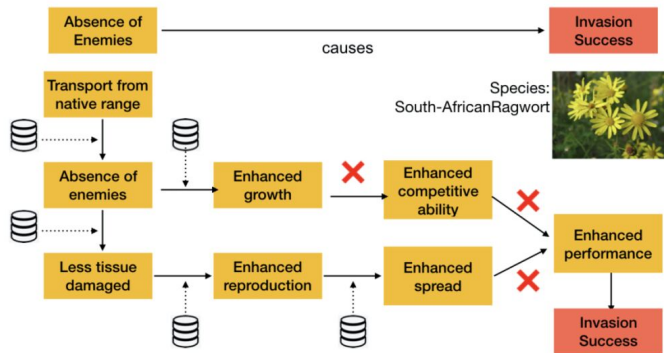 Absence of
Enemies
causes
Invasion
Success
Transport from
native range
Species:
South-AfricanRagwort
Absence of
enemies
Enhanced
growth
Enhanced
competitive
ability
Enhanced
performance
Less tissue
damaged
Enhanced
reproduction
Enhanced
spread
Invasion
Success